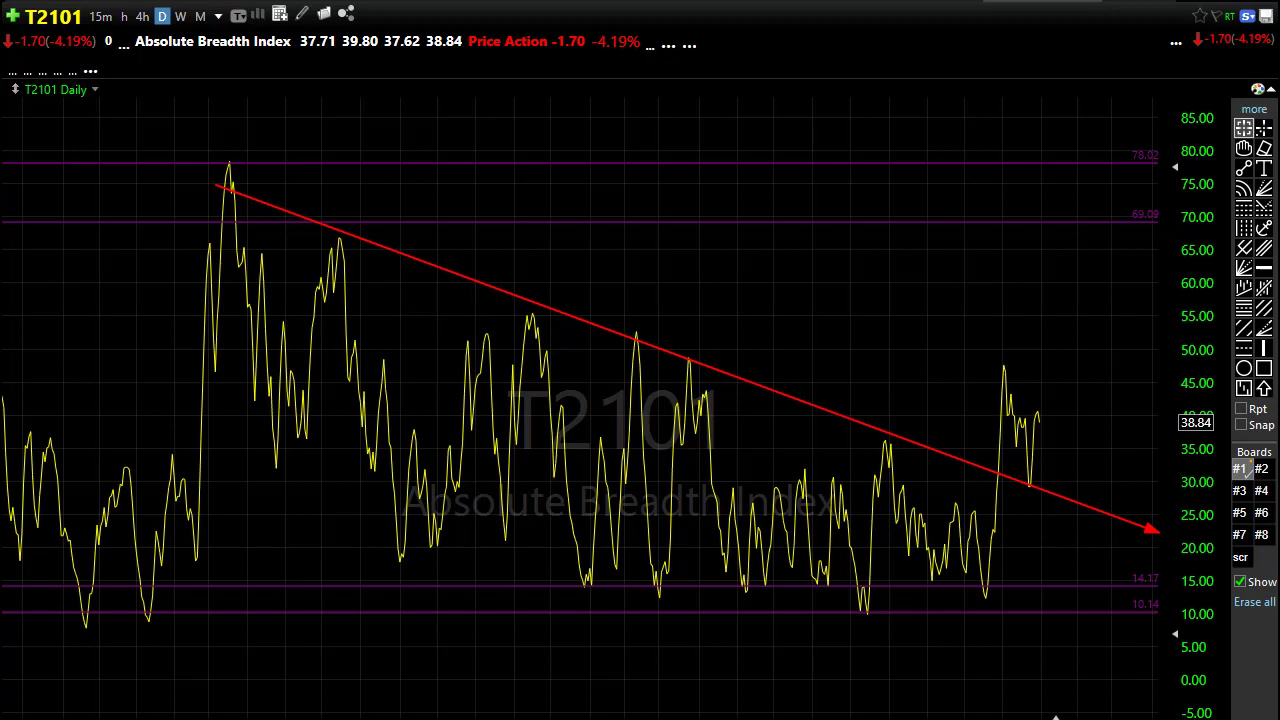 T2101 15m h 4h D W M T RT S
-1.70(-4.19%) 0 ... Absolute Breadth Index 37.71 39.80 37.62 38.84 Price Action -1.70 -4.19% ... ... ... ... -1.70(-4.19%)
... ... ... ... ... ...
T2101 Daily
more
85.00
80.00
78.02
75.00
70.00
69.09
65.00
60.00
55.00
50.00
45.00
40.00
38.84
35.00
30.00
25.00
20.00
15.00
14.17
10.14
10.00
5.00
0.00
-5.00
T2101
Absolute Breadth Index
T
Rpt
Snap
Boards
#1 #2
#3 #4
#5 #6
#7 #8
scr
Show
Erase all